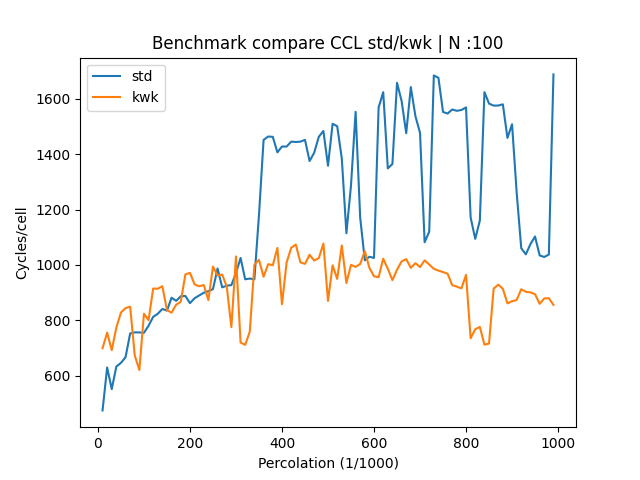 Benchmark compare CCL std/kwk | N :100
std
kwk
Cycles/cell
1600
1400
1200
1000
800
600
0 200 400 600 800 1000
Percolation (1/1000)